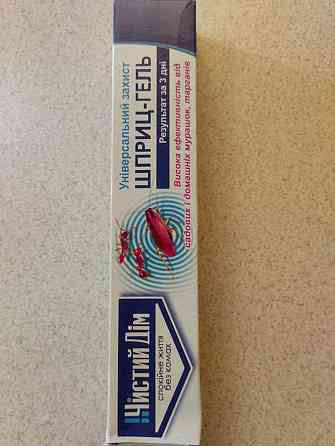 Універсальний захист
ШПРИЦ-ГЕЛЬ
Результат за 3 дні
Висока ефективність від
садових і домашніх мурашок, тарганів
Чистий Дім
спокійне життя
без комах